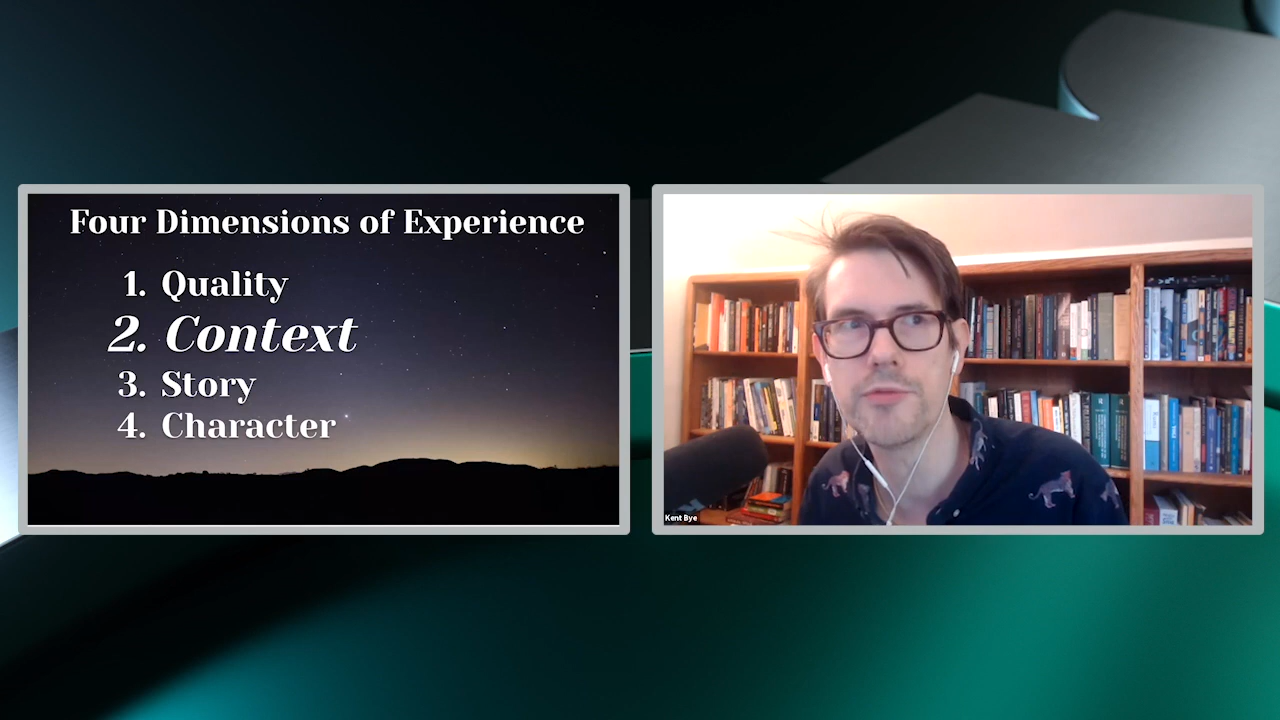 Four Dimensions of Experience
1. Quality
2. Context
3. Story
4. Character
Kent Bye